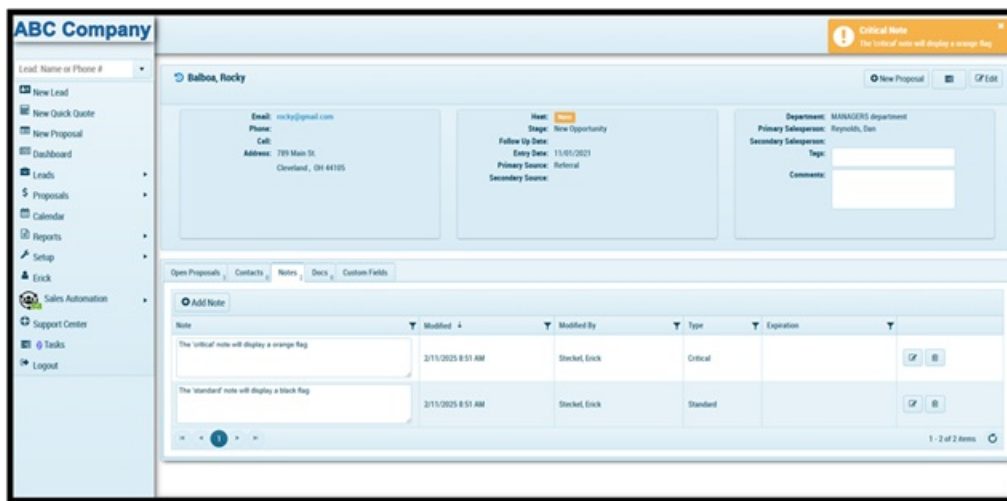 ABC Company
Critical Note
The 'critical' note will display a orange flag
Lead Name or Phone #
New Lead
New Quick Quote
New Proposal
Dashboard
Leads
Proposals
Calendar
Reports
Setup
Erick
Sales Automation
Support Center
Tasks
Logout
Balboa, Rocky
New Proposal
Edit
Email: rocky@gmail.com
Phone:
Cell:
Address: 789 Main St.
Cleveland , OH 44105
Heat:
Stage: New Opportunity
Follow Up Date:
Entry Date: 11/01/2021
Primary Source: Referral
Secondary Source:
Department: MANAGERS department
Primary Salesperson: Reynolds, Dan
Secondary Salesperson:
Tags:
Comments:
Open Proposals Contacts Notes Docs Custom Fields
Add Note
Note Modified Modified By Type Expiration
The 'critical' note will display a orange flag
2/11/2025 8:51 AM Steckel, Erick Critical
The 'standard' note will display a black flag
2/11/2025 8:51 AM Steckel, Erick Standard
1
1 - 2 of 2 items